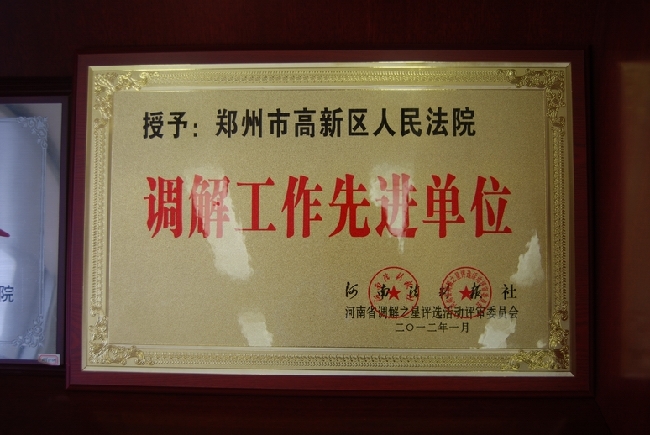 授予：郑州市高新区人民法院
调解工作先进单位
河南法制报社
河南省调解之星评选活动评审委员会
二〇一二年一月
院